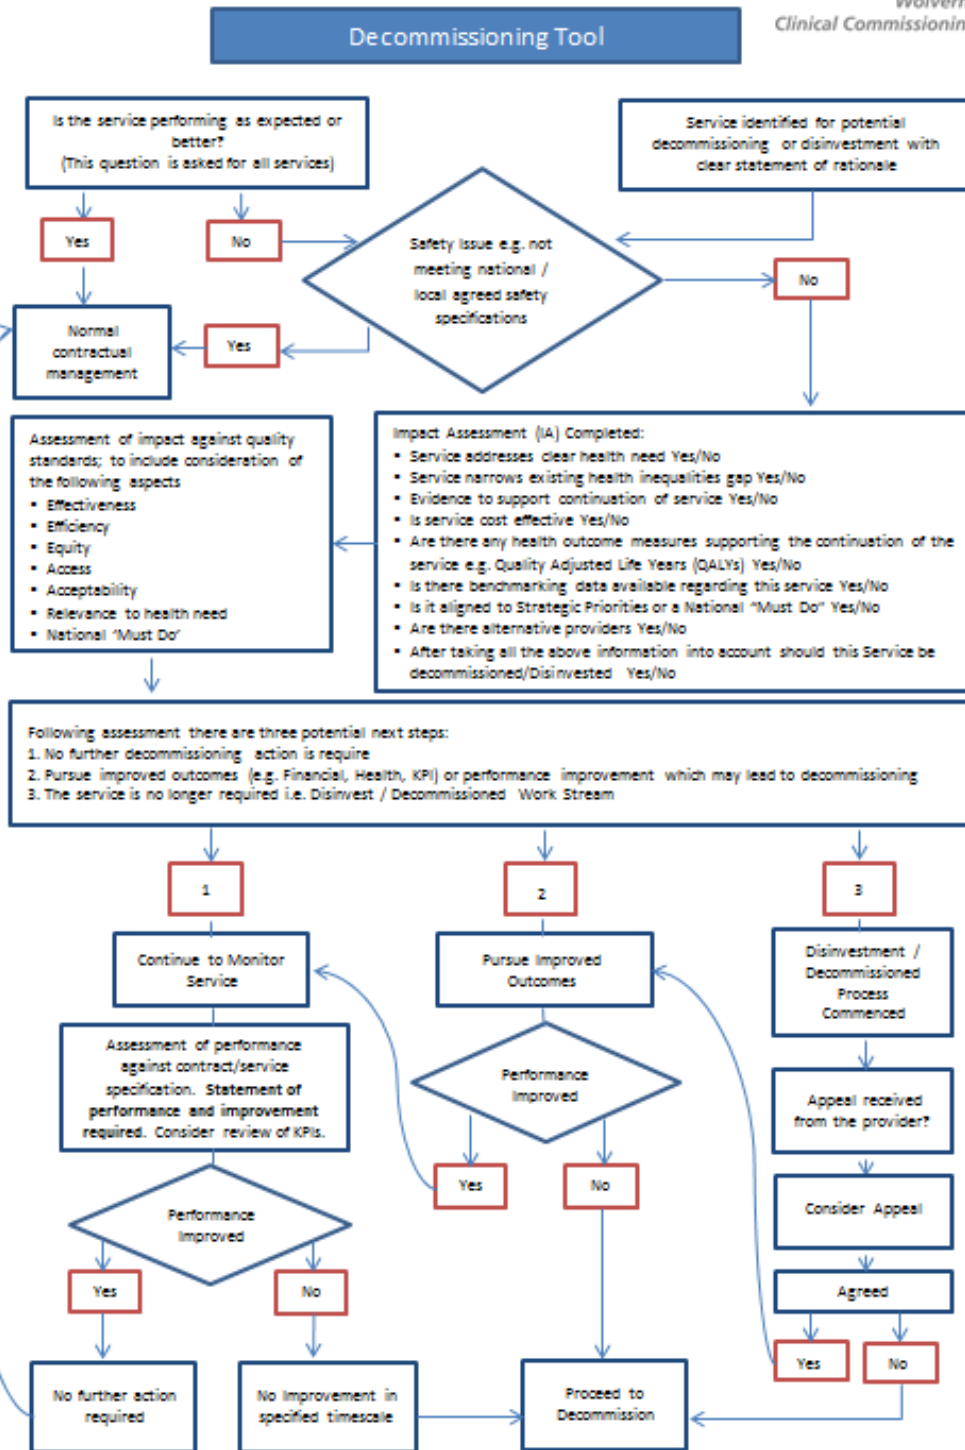 Wolverh
Clinical Commissionin
Decommissioning Tool
Is the service performing as expected or
better?
(This question is asked for all services)
Service identified for potential
decommissioning or disinvestment with
clear statement of rationale
Yes
No
Safety Issue e.g. not
meeting national /
local agreed safety
specifications
No
Normal
contractual
management
Yes
Assessment of impact against quality
standards; to include consideration of
the following aspects
▪ Effectiveness
▪ Efficiency
▪ Equity
▪ Access
▪ Acceptability
▪ Relevance to health need
▪ National "Must Do'
Impact Assessment (IA) Completed:
▪ Service addresses clear health need Yes/No
▪ Service narrows existing health inequalities gap Yes/No
▪ Evidence to support continuation of service Yes/No
▪ Is service cost effective Yes/No
▪ Are there any health outcome measures supporting the continuation of the
service e.g. Quality Adjusted Life Years (QALYs) Yes/No
▪ Is there benchmarking data available regarding this service Yes/No
▪ Is it aligned to Strategic Priorities or a National "Must Do" Yes/No
▪ Are there alternative providers Yes/No
▪ After taking all the above information into account should this Service be
decommissioned/Disinvested Yes/No
Following assessment there are three potential next steps:
1. No further decommissioning action is require
2. Pursue improved outcomes (e.g. Financial, Health, KPI) or performance improvement which may lead to decommissioning
3. The service is no longer required i.e. Disinvest / Decommissioned Work Stream
1
2
3
Continue to Monitor
Service
Pursue Improved
Outcomes
Disinvestment /
Decommissioned
Process
Commenced
Assessment of performance
against contract/service
specification. Statement of
performance and improvement
required. Consider review of KPIs.
Performance
Improved
Appeal received
from the provider?
Yes
No
Consider Appeal
Performance
Improved
Yes
No
Agreed
Yes
No
No further action
required
No Improvement in
specified timescale
Proceed to
Decommission